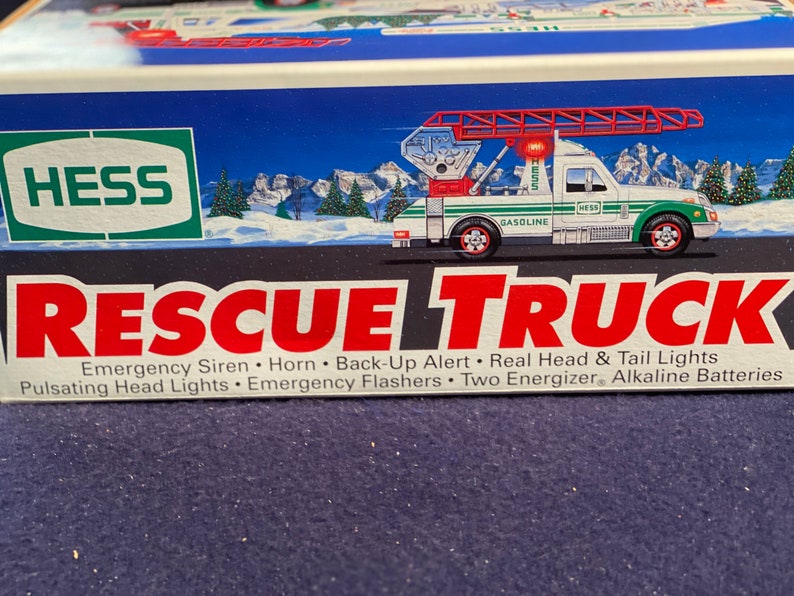 HESS
HESS
HESS
GASOLINE
HESS
RESCUE TRUCK
Emergency Siren • Horn • Back-Up Alert • Real Head & Tail Lights
Pulsating Head Lights • Emergency Flashers • Two Energizer® Alkaline Batteries